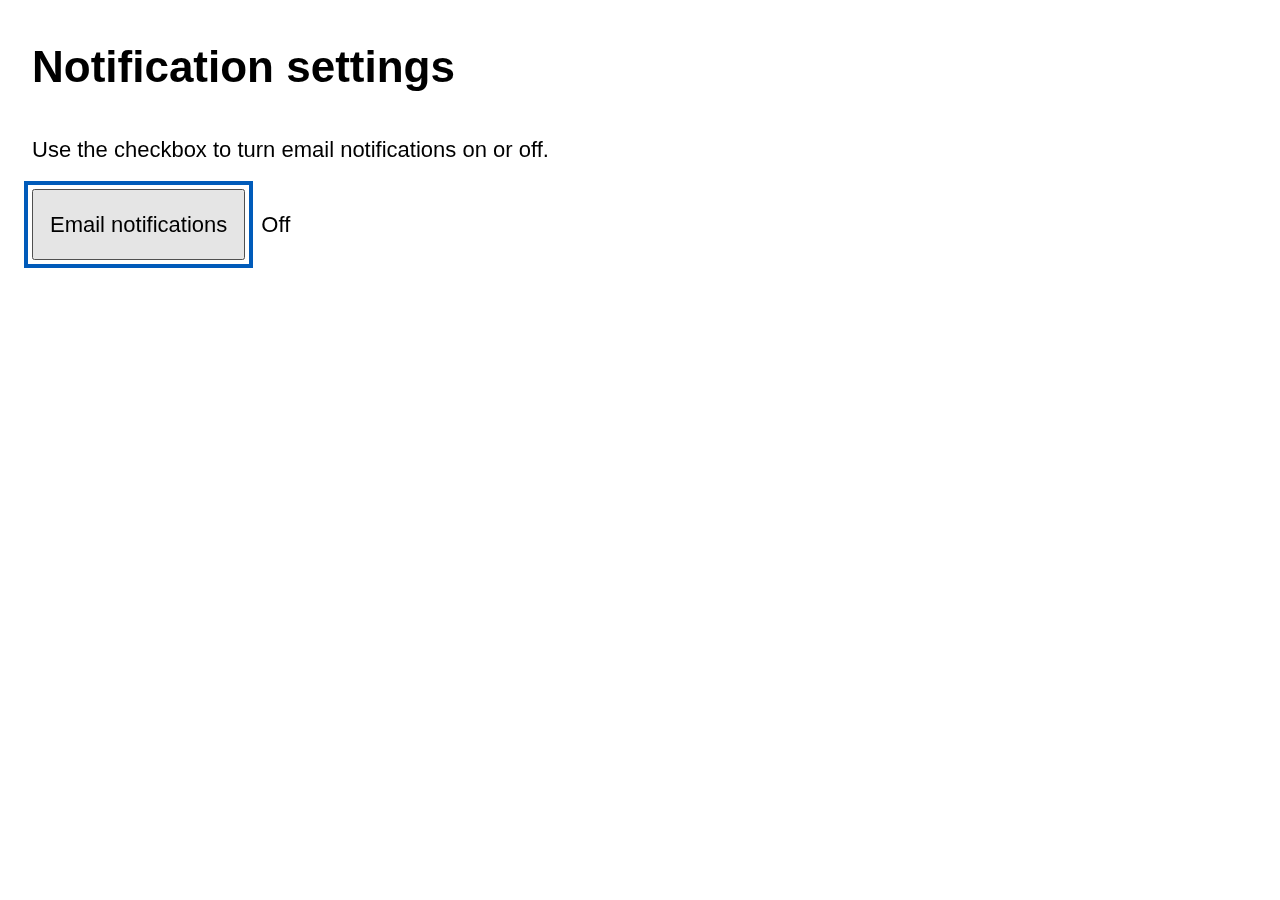 Notification settings
Use the checkbox to turn email notifications on or off.
Email notifications Off